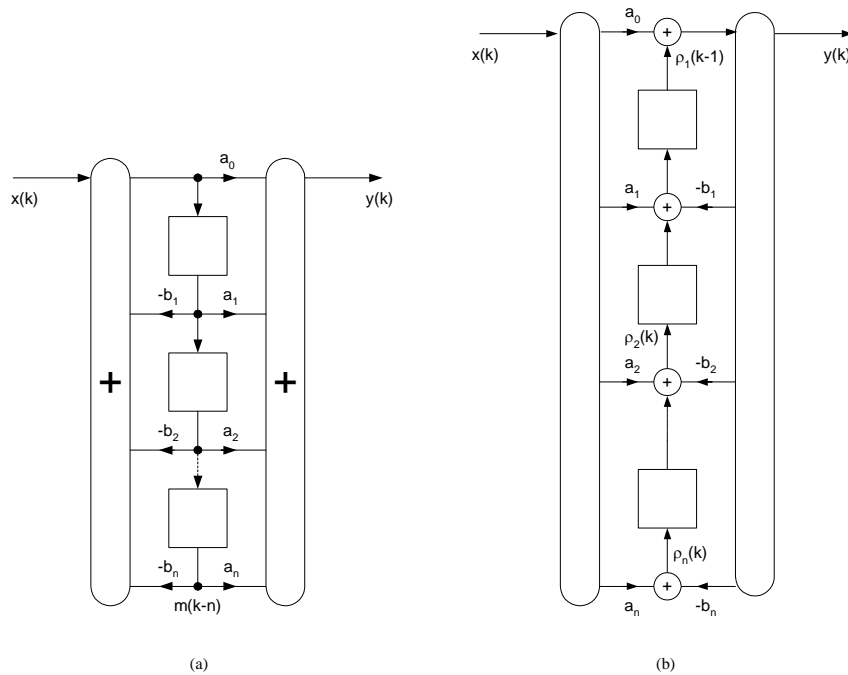 a₀
x(k)
y(k)
-b₁ a₁
+ +
-b₂ a₂
-bₙ aₙ
m(k-n)
(a)
a₀
+
x(k)
ρ₁(k-1)
y(k)
a₁ -b₁
+
ρ₂(k)
a₂ -b₂
+
ρₙ(k)
+
aₙ -bₙ
(b)